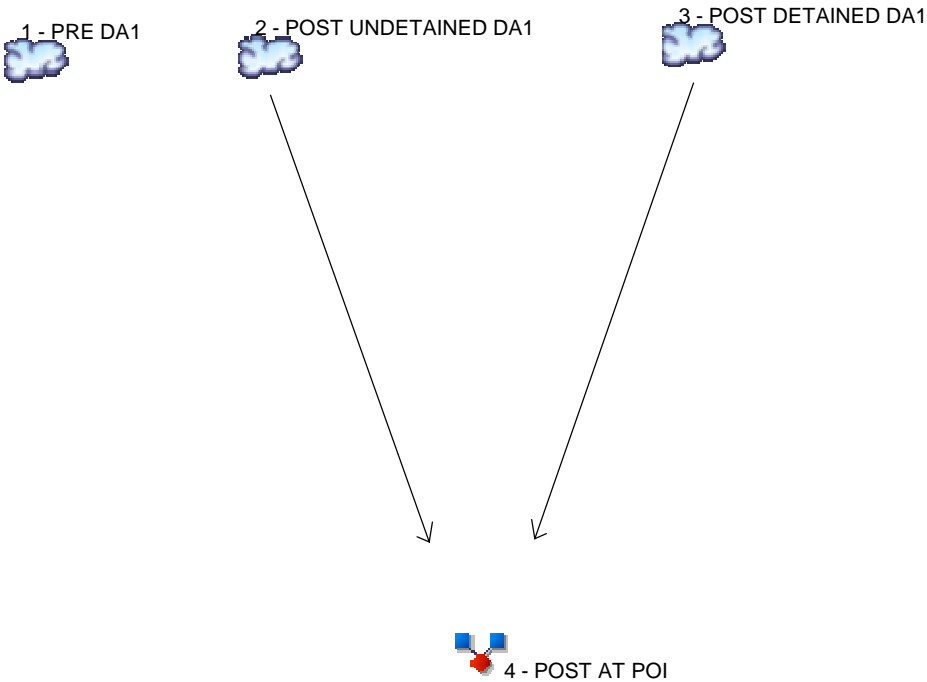 1 - PRE DA1
2 - POST UNDETAINED DA1
3 - POST DETAINED DA1
4 - POST AT POI